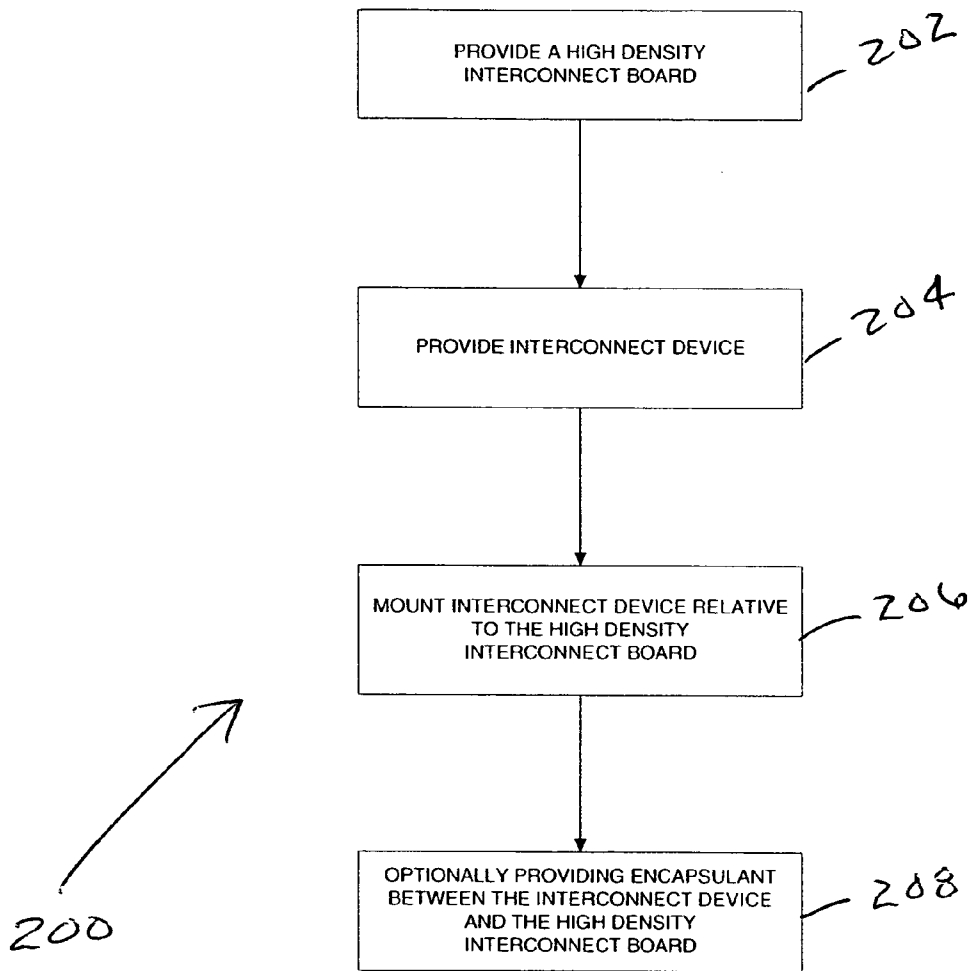 PROVIDE A HIGH DENSITY
INTERCONNECT BOARD
202
PROVIDE INTERCONNECT DEVICE
204
MOUNT INTERCONNECT DEVICE RELATIVE
TO THE HIGH DENSITY
INTERCONNECT BOARD
206
OPTIONALLY PROVIDING ENCAPSULANT
BETWEEN THE INTERCONNECT DEVICE
AND THE HIGH DENSITY
INTERCONNECT BOARD
208
200